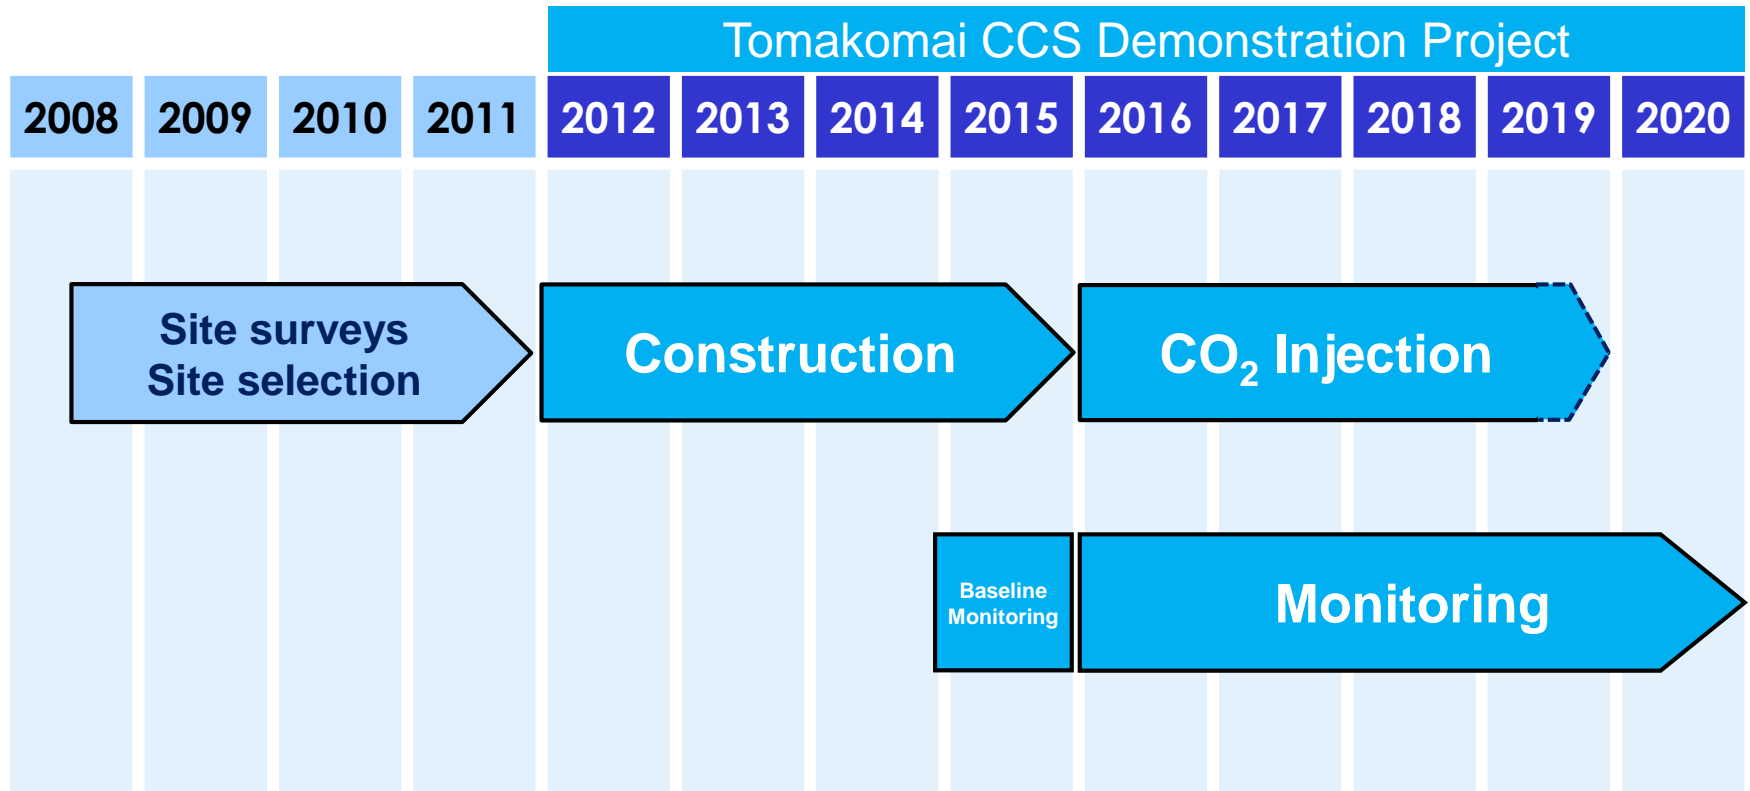 Tomakomai CCS Demonstration Project
2008 2009 2010 2011 2012 2013 2014 2015 2016 2017 2018 2019 2020
Site surveys
Site selection
Construction
CO₂ Injection
Baseline
Monitoring
Monitoring